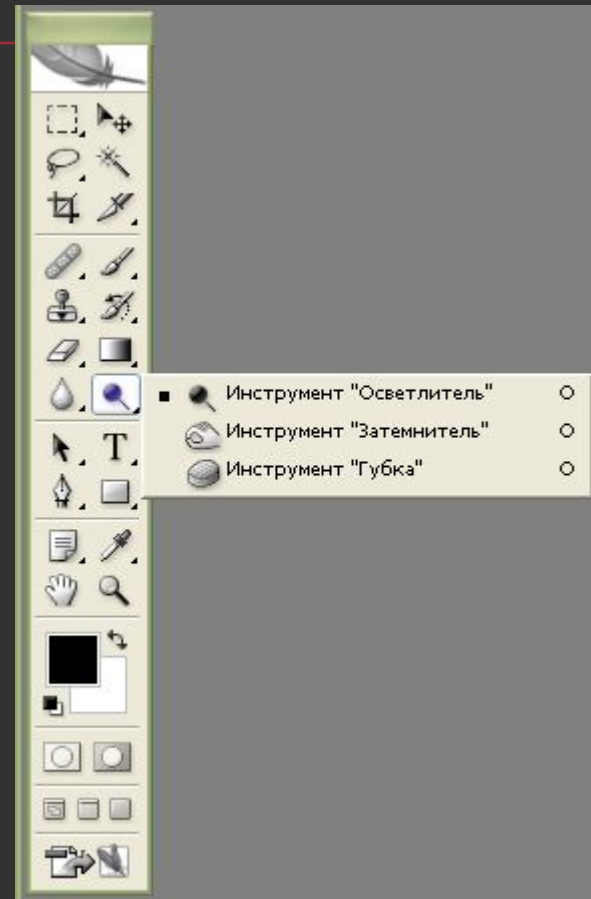 Инструмент "Осветлитель" O
Инструмент "Затемнитель" O
Инструмент "Губка" O
T